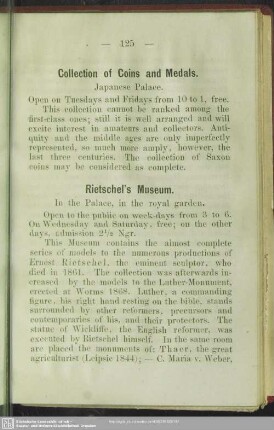 — 125 —
Collection of Coins and Medals.
Japanese Palace.
Open on Tuesdays and Fridays from 10 to 1, free.
This collection cannot be ranked among the
first-class ones; still it is well arranged and will
excite interest in amateurs and collectors. Anti-
quity and the middle ages are only imperfectly
represented, so much more amply, however, the
last three centuries. The collection of Saxon
coins may be considered as complete.
Rietschel's Museum.
In the Palace, in the royal garden.
Open to the public on week-days from 3 to 6.
On Wednesday and Saturday, free; on the other
days, admission 2½ Ngr.
This Museum contains the almost complete
series of models to the numerous productions of
Ernest Rietschel, the eminent sculptor, who
died in 1861. The collection was afterwards in-
creased by the models to the Luther-Monument,
erected at Worms 1868. Luther, a commanding
figure, his right hand resting on the bible, stands
surrounded by other reformers, precursors and
contemporaries of his, and their protectors. The
statue of Wickliffe, the English reformer, was
executed by Rietschel himself. In the same room
are placed the monuments of: Thaer, the great
agriculturist (Leipsic 1844); — C. Maria v. Weber,